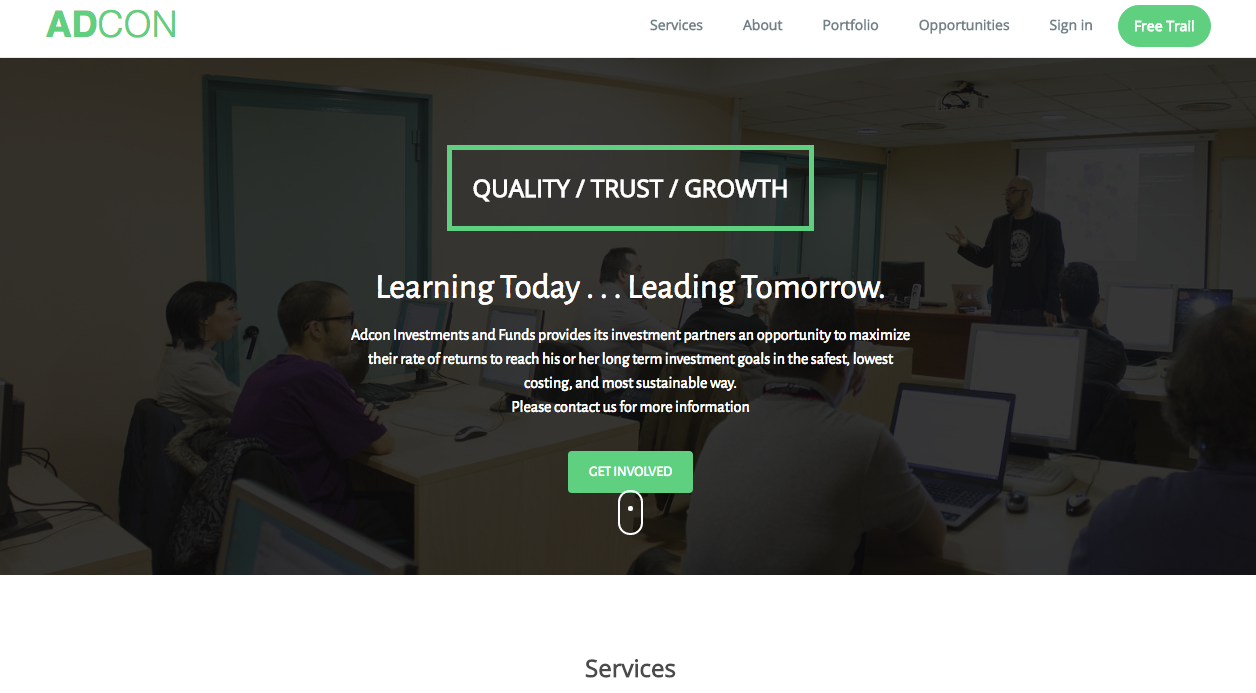 ADCON
Services About Portfolio Opportunities Sign in Free Trall
QUALITY / TRUST / GROWTH
Learning Today . . . Leading Tomorrow.
Adcon Investments and Funds provides its investment partners an opportunity to maximize
their rate of returns to reach his or her long term investment goals in the safest, lowest
costing, and most sustainable way.
Please contact us for more information
GET INVOLVED
Services